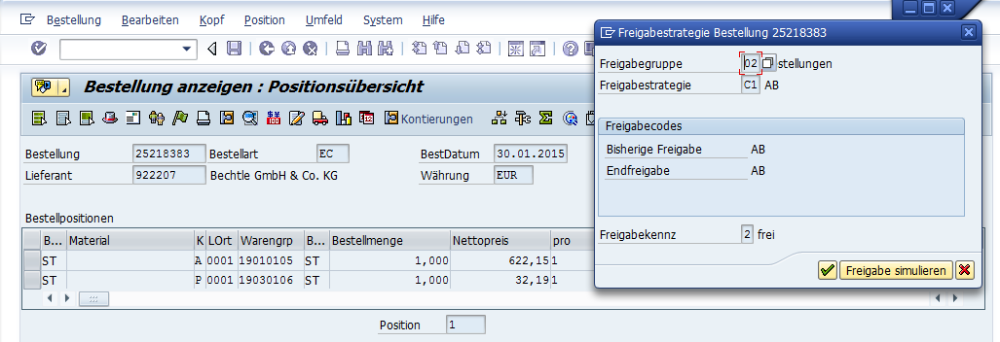 Bestellung Bearbeiten Kopf Position Umfeld System Hilfe
Bestellung anzeigen : Positionsübersicht
Kontierungen
Bestellung 25218383 Bestellart EC BestDatum 30.01.2015
Lieferant 922207 Bechtle GmbH & Co. KG Währung EUR
Bestellpositionen
B... Material K LOrt Warengrp B... Bestellmenge Nettopreis pro
ST A 0001 19010105 ST 1,000 622,15 1
ST P 0001 19030106 ST 1,000 32,19 1
Position 1
Freigabestrategie Bestellung 25218383
Freigabegruppe 02 stellungen
Freigabestrategie C1 AB
Freigabecodes
Bisherige Freigabe AB
Endfreigabe AB
Freigabekennz 2 frei
Freigabe simulieren